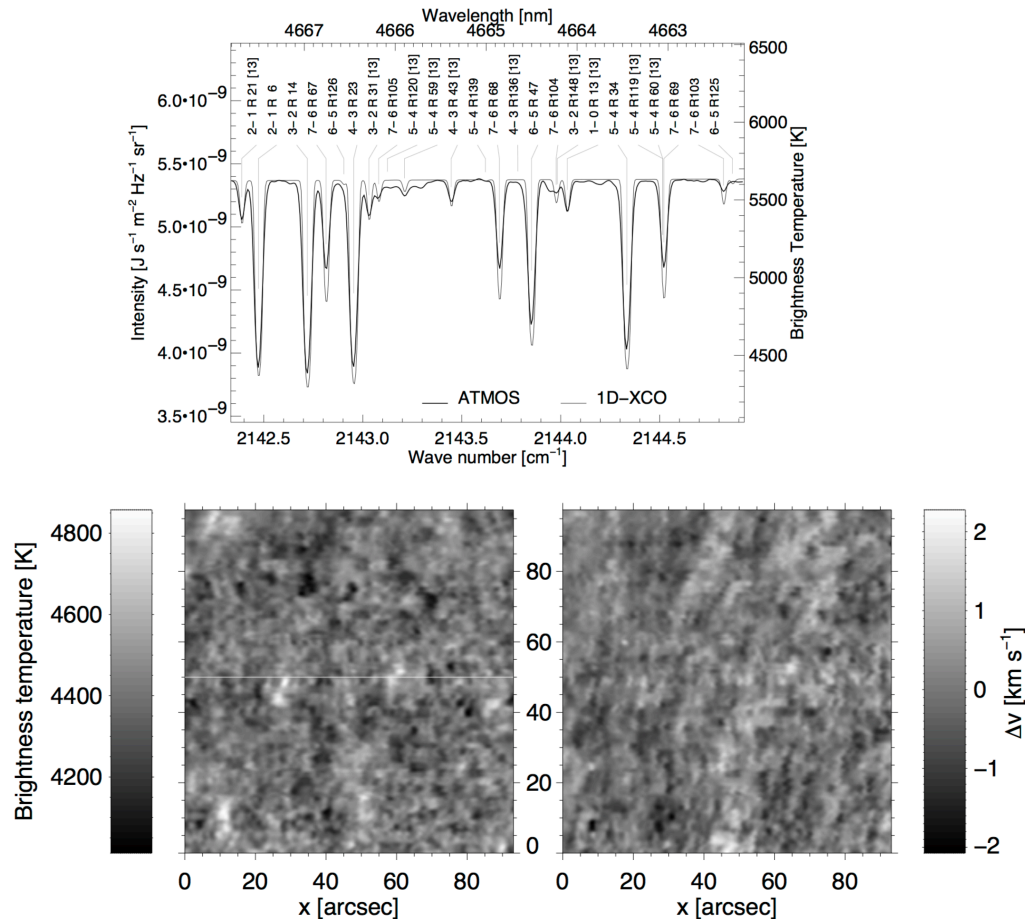 Wavelength [nm]
4667 4666 4665 4664 4663
2– 1 R 21 [13]
2– 1 R 6
3– 2 R 14
7– 6 R 67
6– 5 R126
4– 3 R 23
3– 2 R 31 [13]
7– 6 R105
5– 4 R120 [13]
5– 4 R 59 [13]
4– 3 R 43 [13]
5– 4 R139
7– 6 R 68
4– 3 R136 [13]
6– 5 R 47
7– 6 R104
3– 2 R148 [13]
1– 0 R 13 [13]
5– 4 R 34
5– 4 R119 [13]
5– 4 R 60 [13]
7– 6 R 69
7– 6 R103
6– 5 R125
Intensity [J s⁻¹ m⁻² Hz⁻¹ sr⁻¹]
6.0•10⁻⁹
5.5•10⁻⁹
5.0•10⁻⁹
4.5•10⁻⁹
4.0•10⁻⁹
3.5•10⁻⁹
6500
6000
5500
5000
4500
Brightness Temperature [K]
ATMOS 1D–XCO
2142.5 2143.0 2143.5 2144.0 2144.5
Wave number [cm⁻¹]
Brightness temperature [K]
4800
4600
4400
4200
0 20 40 60 80
x [arcsec]
80
60
40
20
0
0 20 40 60 80
x [arcsec]
2
1
0
−1
−2
Δv [km s⁻¹]